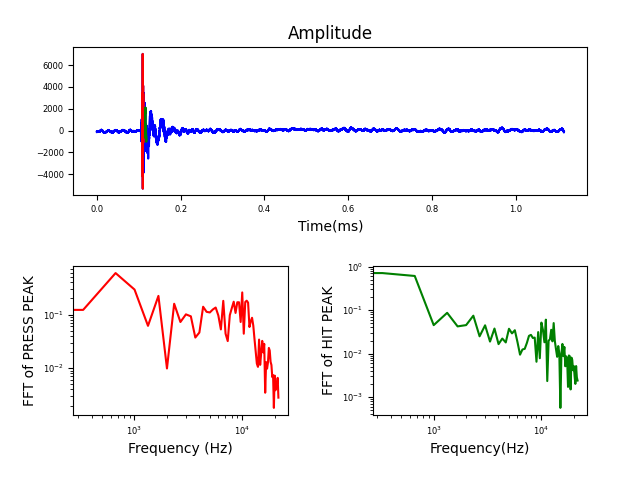 Amplitude
6000
4000
2000
0
−2000
−4000
0.0 0.2 0.4 0.6 0.8 1.0
Time(ms)
FFT of PRESS PEAK
10⁻¹
10⁻²
10³ 10⁴
Frequency (Hz)
FFT of HIT PEAK
10⁰
10⁻¹
10⁻²
10⁻³
10³ 10⁴
Frequency(Hz)